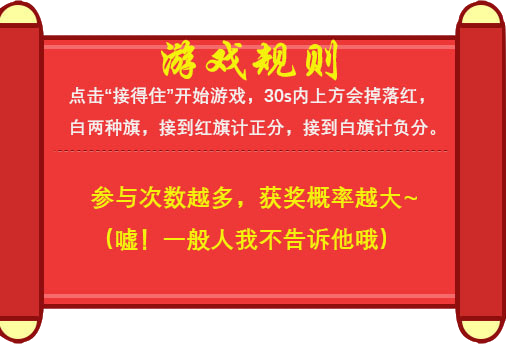 游戏规则
点击“接得住”开始游戏，30s内上方会掉落红，
白两种旗，接到红旗计正分，接到白旗计负分。
参与次数越多，获奖概率越大~
（嘘！一般人我不告诉他哦）